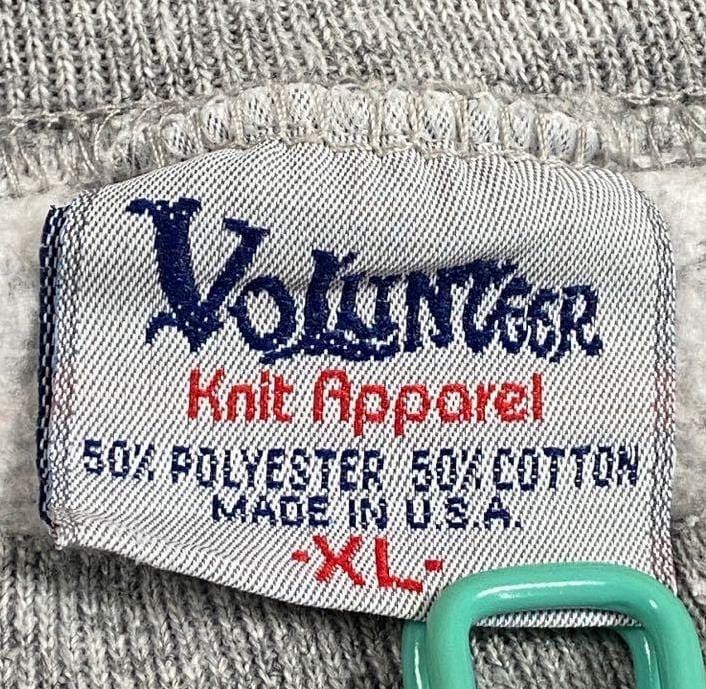 Volunteer
Knit Apparel
50% POLYESTER 50% COTTON
MADE IN U.S.A.
-XL-